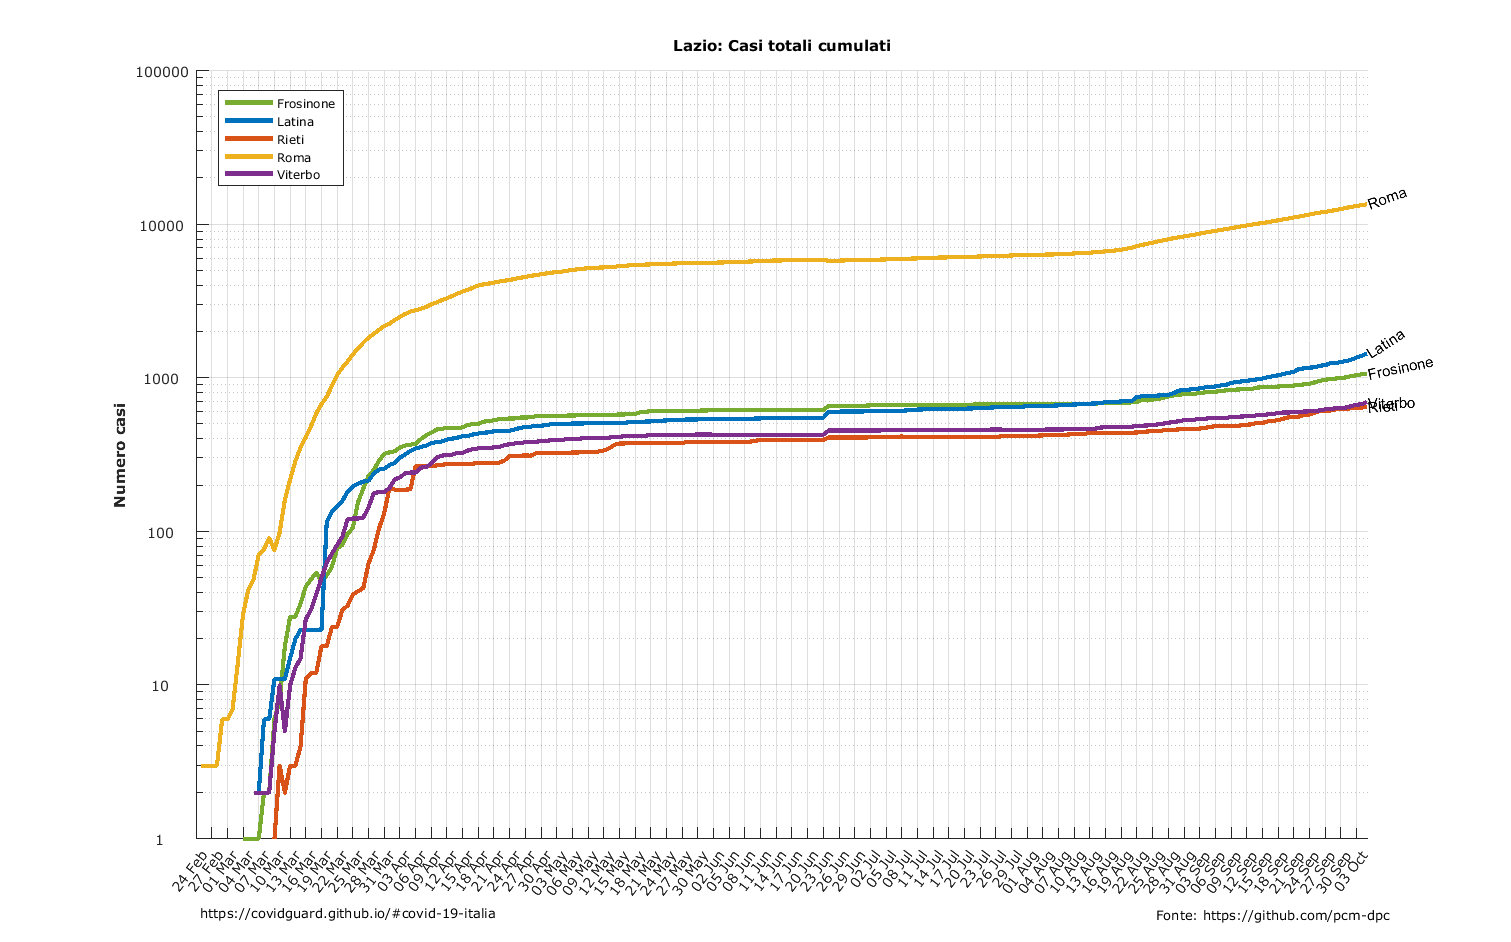 Lazio: Casi totali cumulati
100000
10000
1000
100
10
1
Numero casi
Frosinone
Latina
Rieti
Roma
Viterbo
Roma
Latina
Frosinone
Viterbo
Rieti
24 Feb
27 Feb
01 Mar
04 Mar
07 Mar
10 Mar
13 Mar
16 Mar
19 Mar
22 Mar
25 Mar
28 Mar
31 Mar
03 Apr
06 Apr
09 Apr
12 Apr
15 Apr
18 Apr
21 Apr
24 Apr
27 Apr
30 Apr
03 May
06 May
09 May
12 May
15 May
18 May
21 May
24 May
27 May
30 May
02 Jun
05 Jun
08 Jun
11 Jun
14 Jun
17 Jun
20 Jun
23 Jun
26 Jun
29 Jun
02 Jul
05 Jul
08 Jul
11 Jul
14 Jul
17 Jul
20 Jul
23 Jul
26 Jul
29 Jul
01 Aug
04 Aug
07 Aug
10 Aug
13 Aug
16 Aug
19 Aug
22 Aug
25 Aug
28 Aug
31 Aug
03 Sep
06 Sep
09 Sep
12 Sep
15 Sep
18 Sep
21 Sep
24 Sep
27 Sep
30 Sep
03 Oct
https://covidguard.github.io/#covid-19-italia
Fonte: https://github.com/pcm-dpc